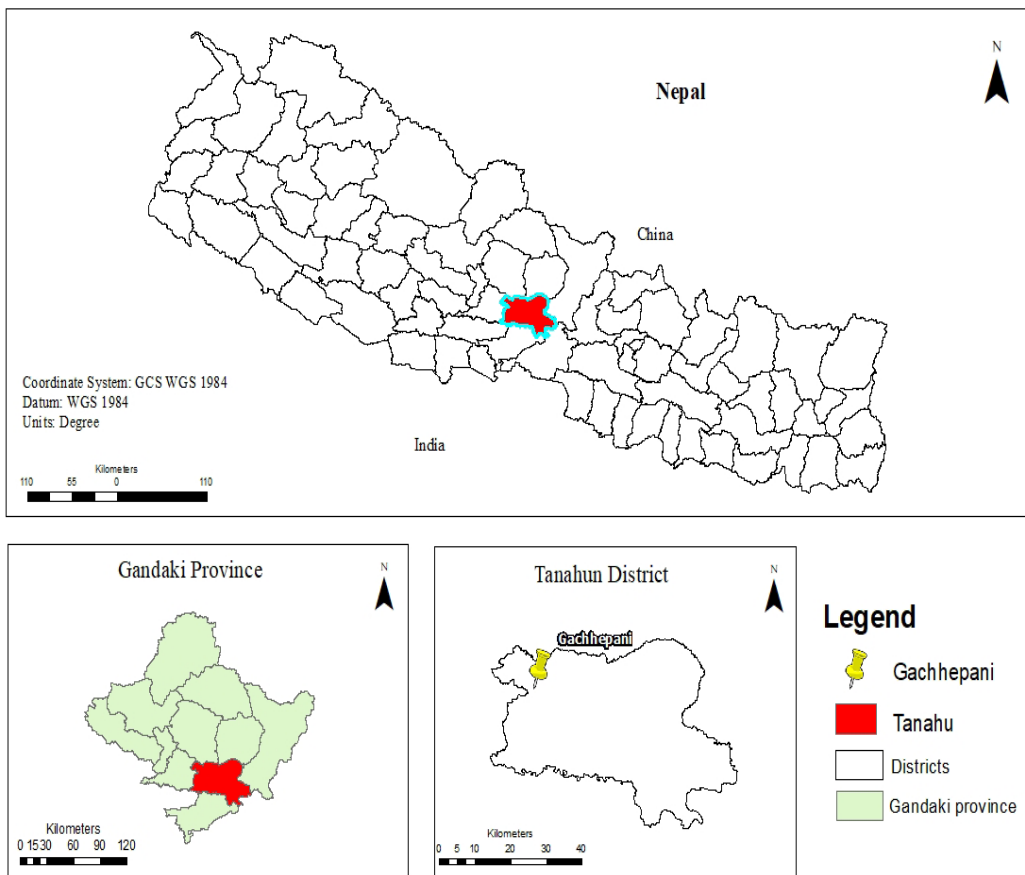 N
Nepal
China
Coordinate System: GCS WGS 1984
Datum: WGS 1984
Units: Degree
India
Kilometers
110 55 0 110
Gandaki Province
N
Kilometers
0 15 30 60 90 120
Tanahun District
N
Gachhepani
Kilometers
0 5 10 20 30 40
Legend
Gachhepani
Tanahu
Districts
Gandaki province